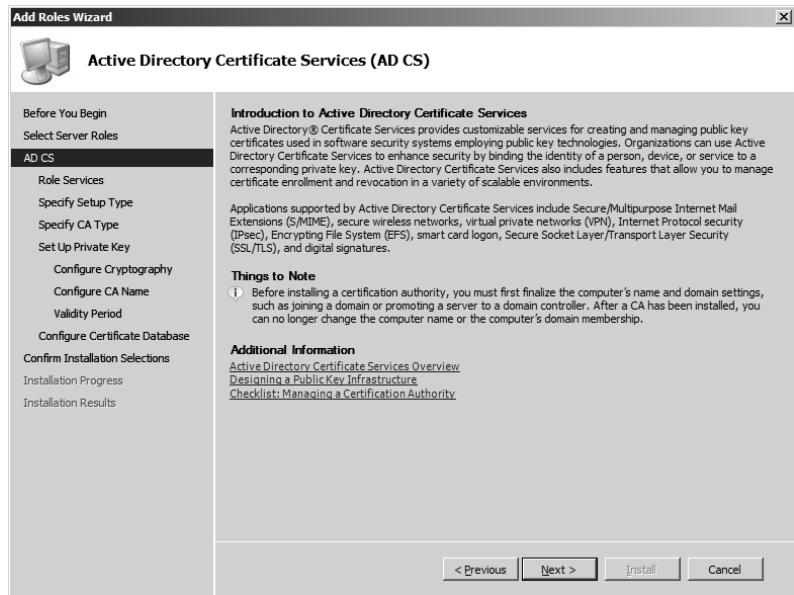 Add Roles Wizard
Active Directory Certificate Services (AD CS)
Before You Begin
Select Server Roles
AD CS
Role Services
Specify Setup Type
Specify CA Type
Set Up Private Key
Configure Cryptography
Configure CA Name
Validity Period
Configure Certificate Database
Confirm Installation Selections
Installation Progress
Installation Results
Introduction to Active Directory Certificate Services
Active Directory® Certificate Services provides customizable services for creating and managing public key
certificates used in software security systems employing public key technologies. Organizations can use Active
Directory Certificate Services to enhance security by binding the identity of a person, device, or service to a
corresponding private key. Active Directory Certificate Services also includes features that allow you to manage
certificate enrollment and revocation in a variety of scalable environments.
Applications supported by Active Directory Certificate Services include Secure/Multipurpose Internet Mail
Extensions (S/MIME), secure wireless networks, virtual private networks (VPN), Internet Protocol security
(IPsec), Encrypting File System (EFS), smart card logon, Secure Socket Layer/Transport Layer Security
(SSL/TLS), and digital signatures.
Things to Note
Before installing a certification authority, you must first finalize the computer's name and domain settings,
such as joining a domain or promoting a server to a domain controller. After a CA has been installed, you
can no longer change the computer name or the computer's domain membership.
Additional Information
Active Directory Certificate Services Overview
Designing a Public Key Infrastructure
Checklist: Managing a Certification Authority
< Previous
Next >
Install
Cancel